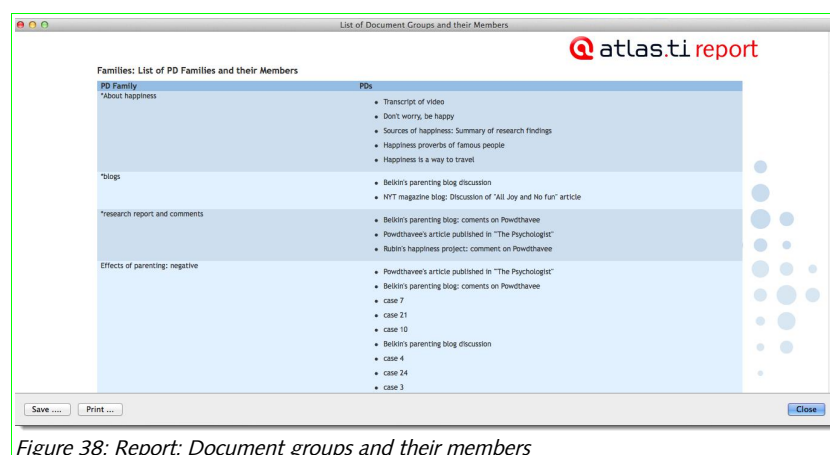 List of Document Groups and their Members
atlas.ti report
Families: List of PD Families and their Members
PD Family PDs
*About happiness
• Transcript of video
• Don't worry, be happy
• Sources of happiness: Summary of research findings
• Happiness proverbs of famous people
• Happiness is a way to travel
*blogs
• Belkin's parenting blog discussion
• NYT magazine blog: Discussion of "All Joy and No fun" article
*research report and comments
• Belkin's parenting blog: coments on Powdthavee
• Powdthavee's article published in "The Psychologist"
• Rubin's happiness project: comment on Powdthavee
Effects of parenting: negative
• Powdthavee's article published in "The Psychologist"
• Belkin's parenting blog: coments on Powdthavee
• case 7
• case 21
• case 10
• Belkin's parenting blog discussion
• case 4
• case 24
• case 3
Save .... Print ... Close
Figure 38: Report: Document groups and their members